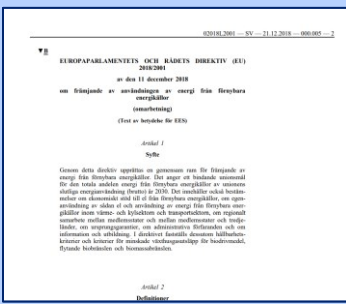 02018L2001 — SV — 21.12.2018 — 000.005 — 2
▼B
EUROPAPARLAMENTETS OCH RÅDETS DIREKTIV (EU)
2018/2001
av den 11 december 2018
om främjande av användningen av energi från förnybara
energikällor
(omarbetning)
(Text av betydelse för EES)
Artikel 1
Syfte
Genom detta direktiv upprättas en gemensam ram för främjande av
energi från förnybara energikällor. Det anger ett bindande unionsmål
för den totala andelen energi från förnybara energikällor av unionens
slutliga energianvändning (brutto) år 2030. Det innehåller också bestäm-
melser om ekonomiskt stöd till el från förnybara energikällor, om egen-
användning av sådan el och användning av energi från förnybara ener-
gikällor inom värme- och kylsektorn och transportsektorn, om regionalt
samarbete mellan medlemsstater och mellan medlemsstater och tredje-
länder, om ursprungsgarantier, om administrativa förfaranden och om
information och utbildning. I direktivet fastställs dessutom hållbarhets-
kriterier och kriterier för minskade växthusgasutsläpp för biodrivmedel,
flytande biobränslen och biomassabränslen.
Artikel 2
Definitioner